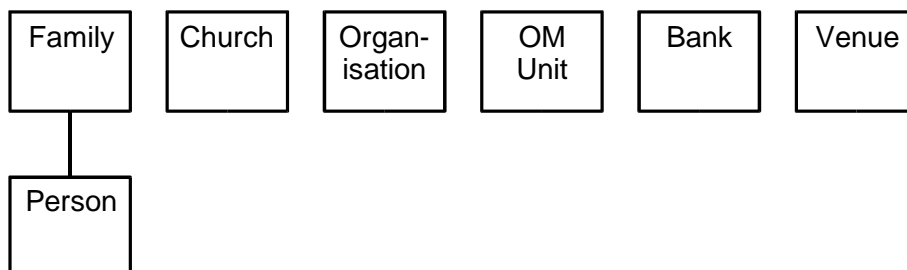 Family
Church
Organ-
isation
OM
Unit
Bank
Venue
Person